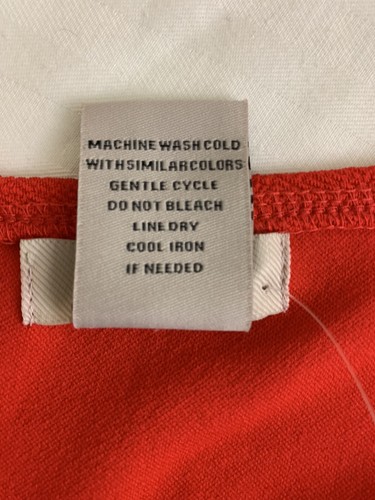 MACHINE WASH COLD
WITH SIMILAR COLORS
GENTLE CYCLE
DO NOT BLEACH
LINE DRY
COOL IRON
IF NEEDED